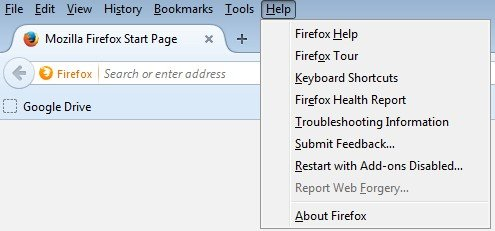 File Edit View History Bookmarks Tools Help
Mozilla Firefox Start Page
Firefox Search or enter address
Google Drive
Firefox Help
Firefox Tour
Keyboard Shortcuts
Firefox Health Report
Troubleshooting Information
Submit Feedback...
Restart with Add-ons Disabled...
Report Web Forgery...
About Firefox